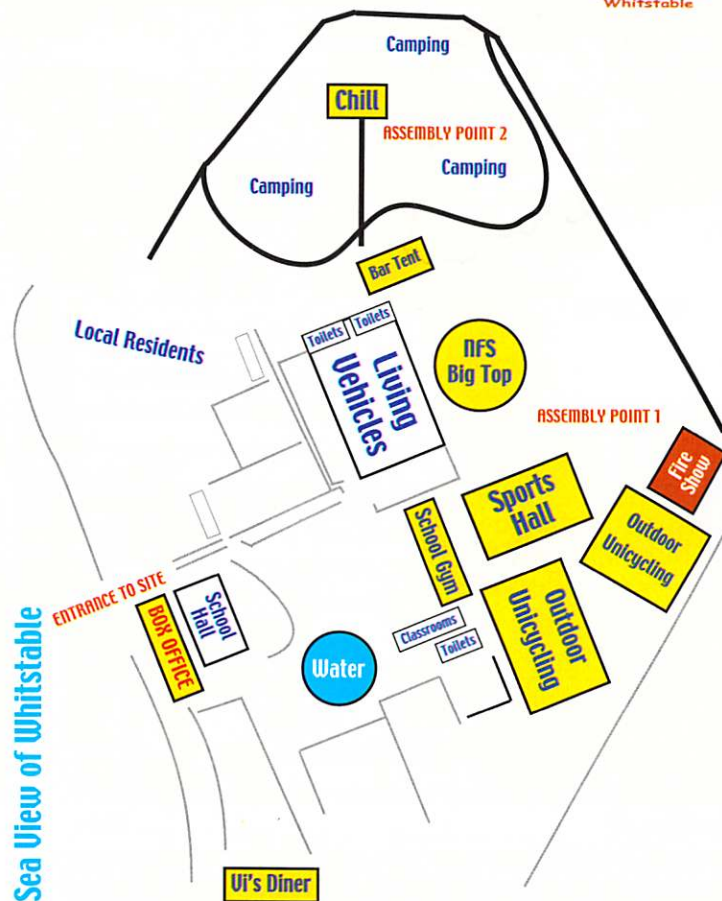 Whitstable
Camping
Chill
ASSEMBLY POINT 2
Camping
Camping
Bar Tent
Local Residents
Toilets
Toilets
Living
Vehicles
NFS
Big Top
ASSEMBLY POINT 1
Fire
Show
Sports
Hall
Outdoor
Unicycling
School Gym
ENTRANCE TO SITE
BOX OFFICE
School
Hall
Classrooms
Toilets
Outdoor
Unicycling
Water
Sea View of Whitstable
Vi's Diner